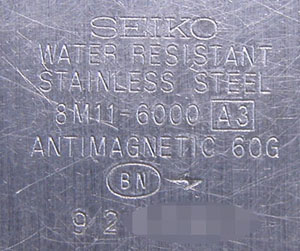 SEIKO
WATER RESISTANT
STAINLESS STEEL
8M11-6000 A3
ANTIMAGNETIC 60G
BN
92